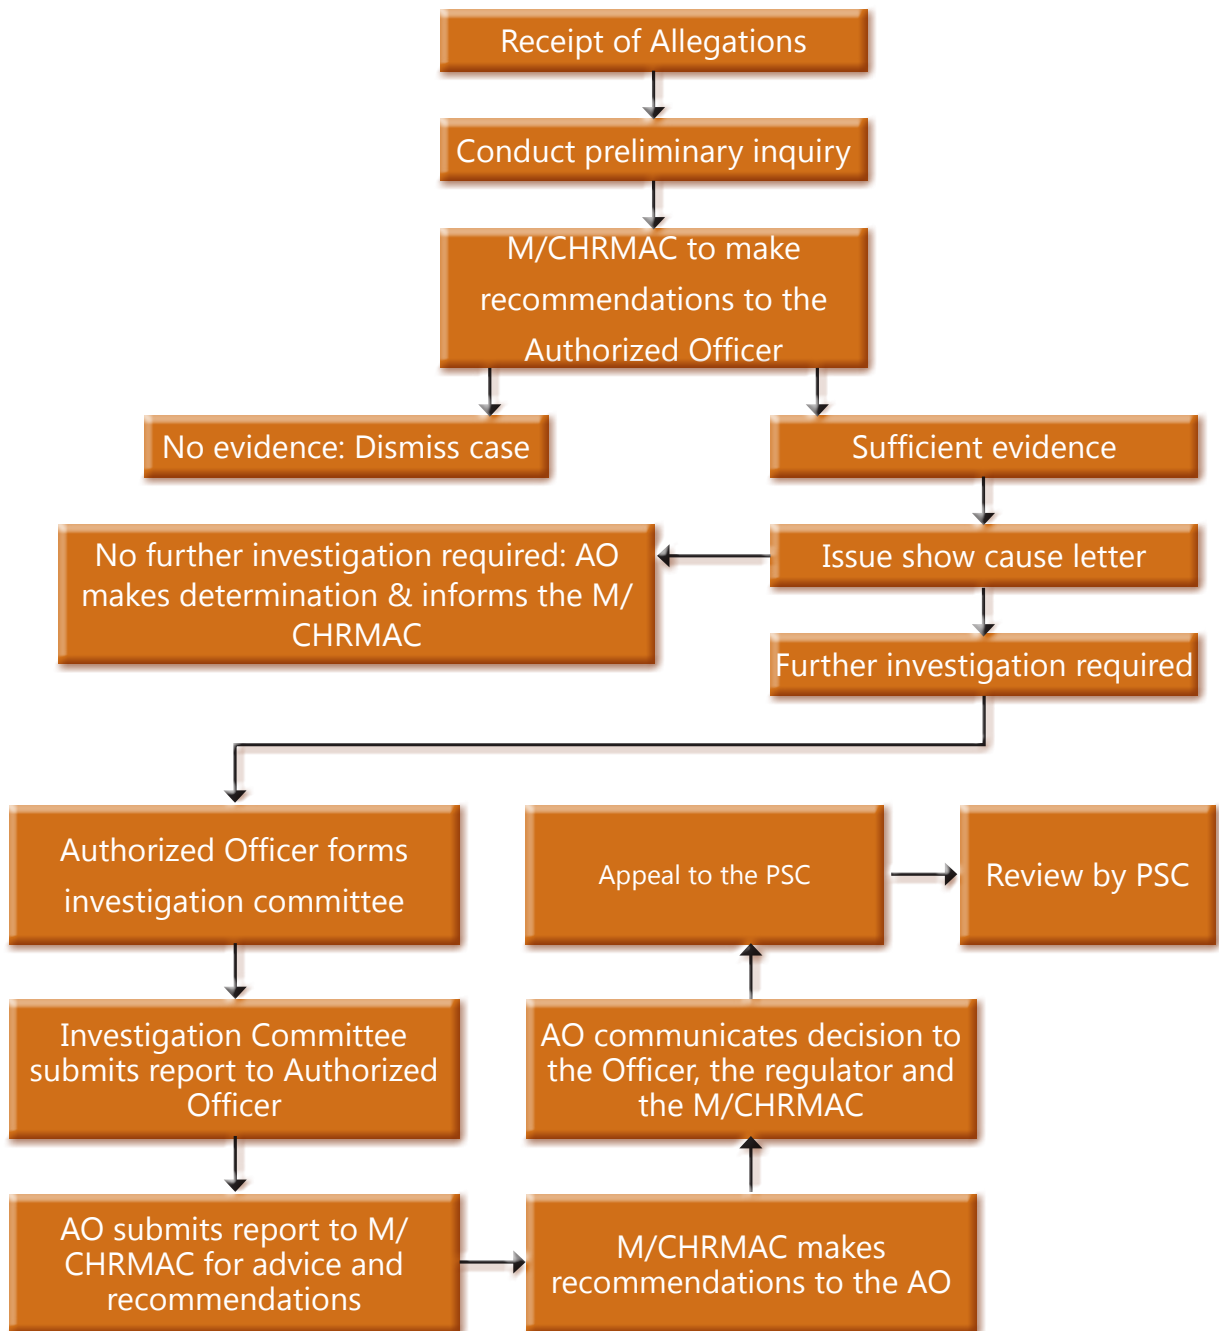 Receipt of Allegations
Conduct preliminary inquiry
M/CHRMAC to make
recommendations to the
Authorized Officer
No evidence: Dismiss case
Sufficient evidence
No further investigation required: AO
makes determination & informs the M/
CHRMAC
Issue show cause letter
Further investigation required
Authorized Officer forms
investigation committee
Appeal to the PSC
Review by PSC
Investigation Committee
submits report to Authorized
Officer
AO communicates decision to
the Officer, the regulator and
the M/CHRMAC
AO submits report to M/
CHRMAC for advice and
recommendations
M/CHRMAC makes
recommendations to the AO